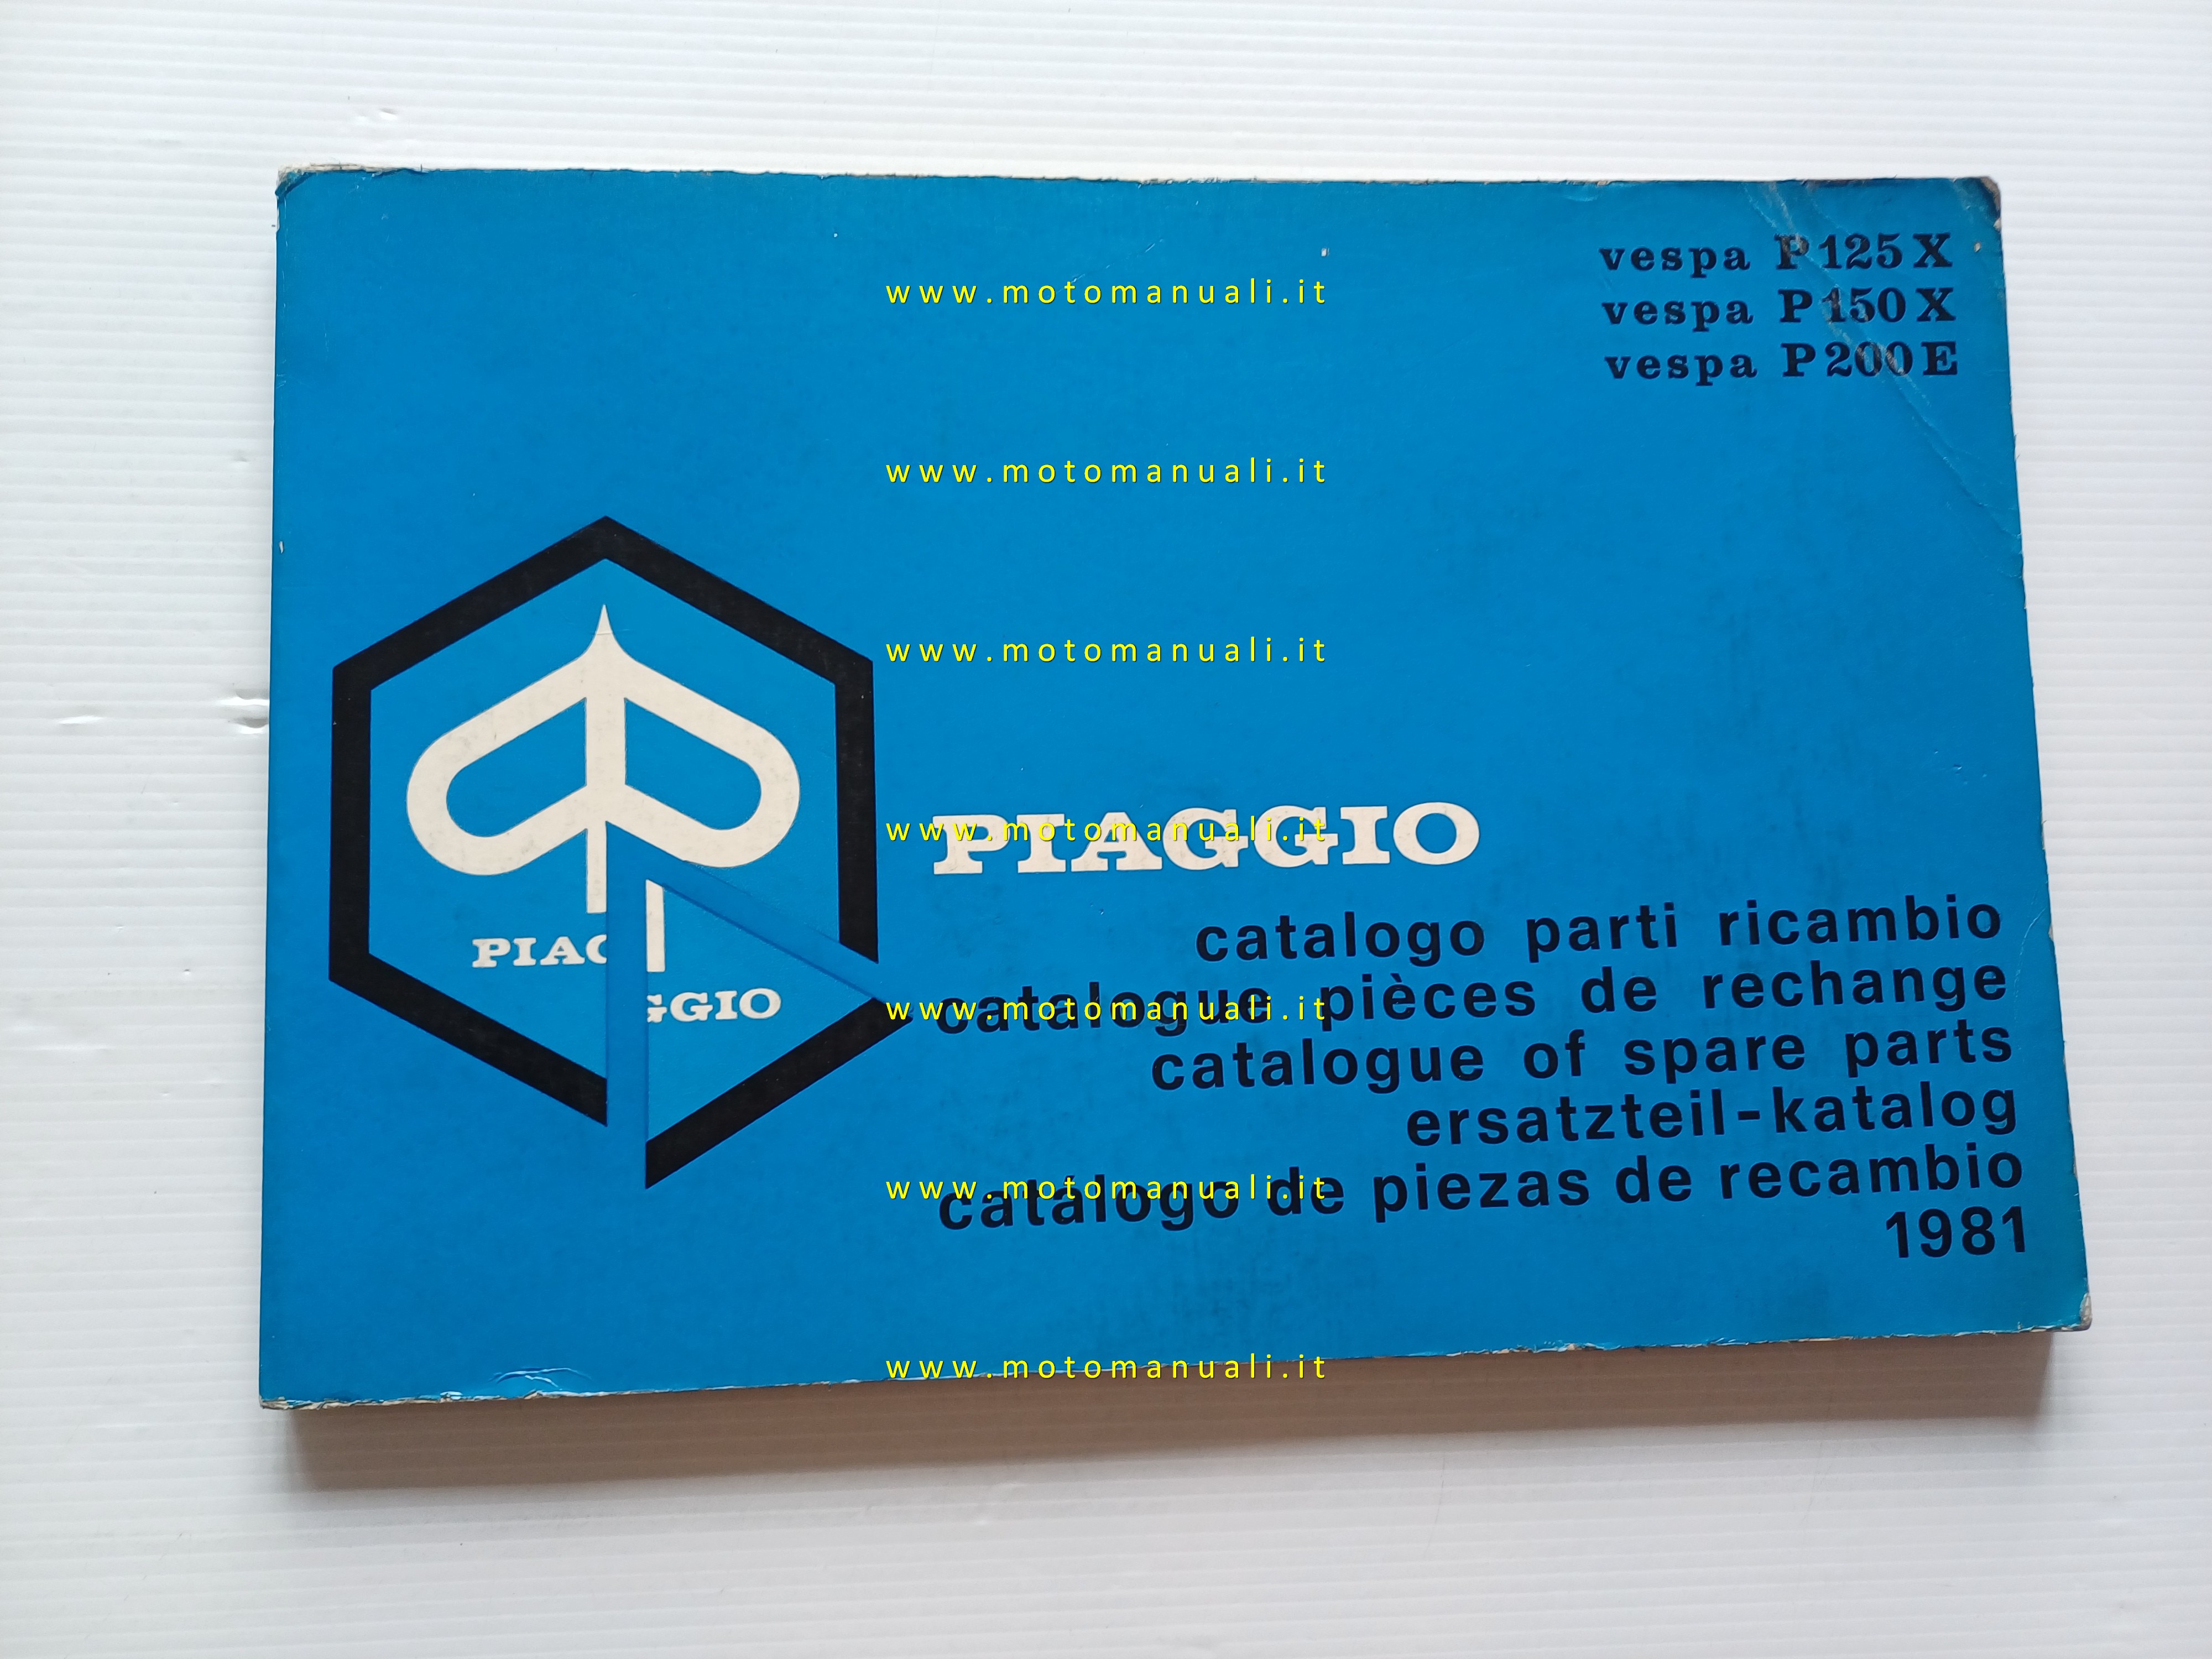 vespa P125X
vespa P150X
vespa P200E
www.motomanuali.it
www.motomanuali.it
www.motomanuali.it
PIAGGIO
www.motomanuali.it
PIAG
GGIO
catalogo parti ricambio
catalogue pièces de rechange
www.motomanuali.it
catalogue of spare parts
ersatzteil-katalog
catálogo de piezas de recambio
www.motomanuali.it
1981
www.motomanuali.it